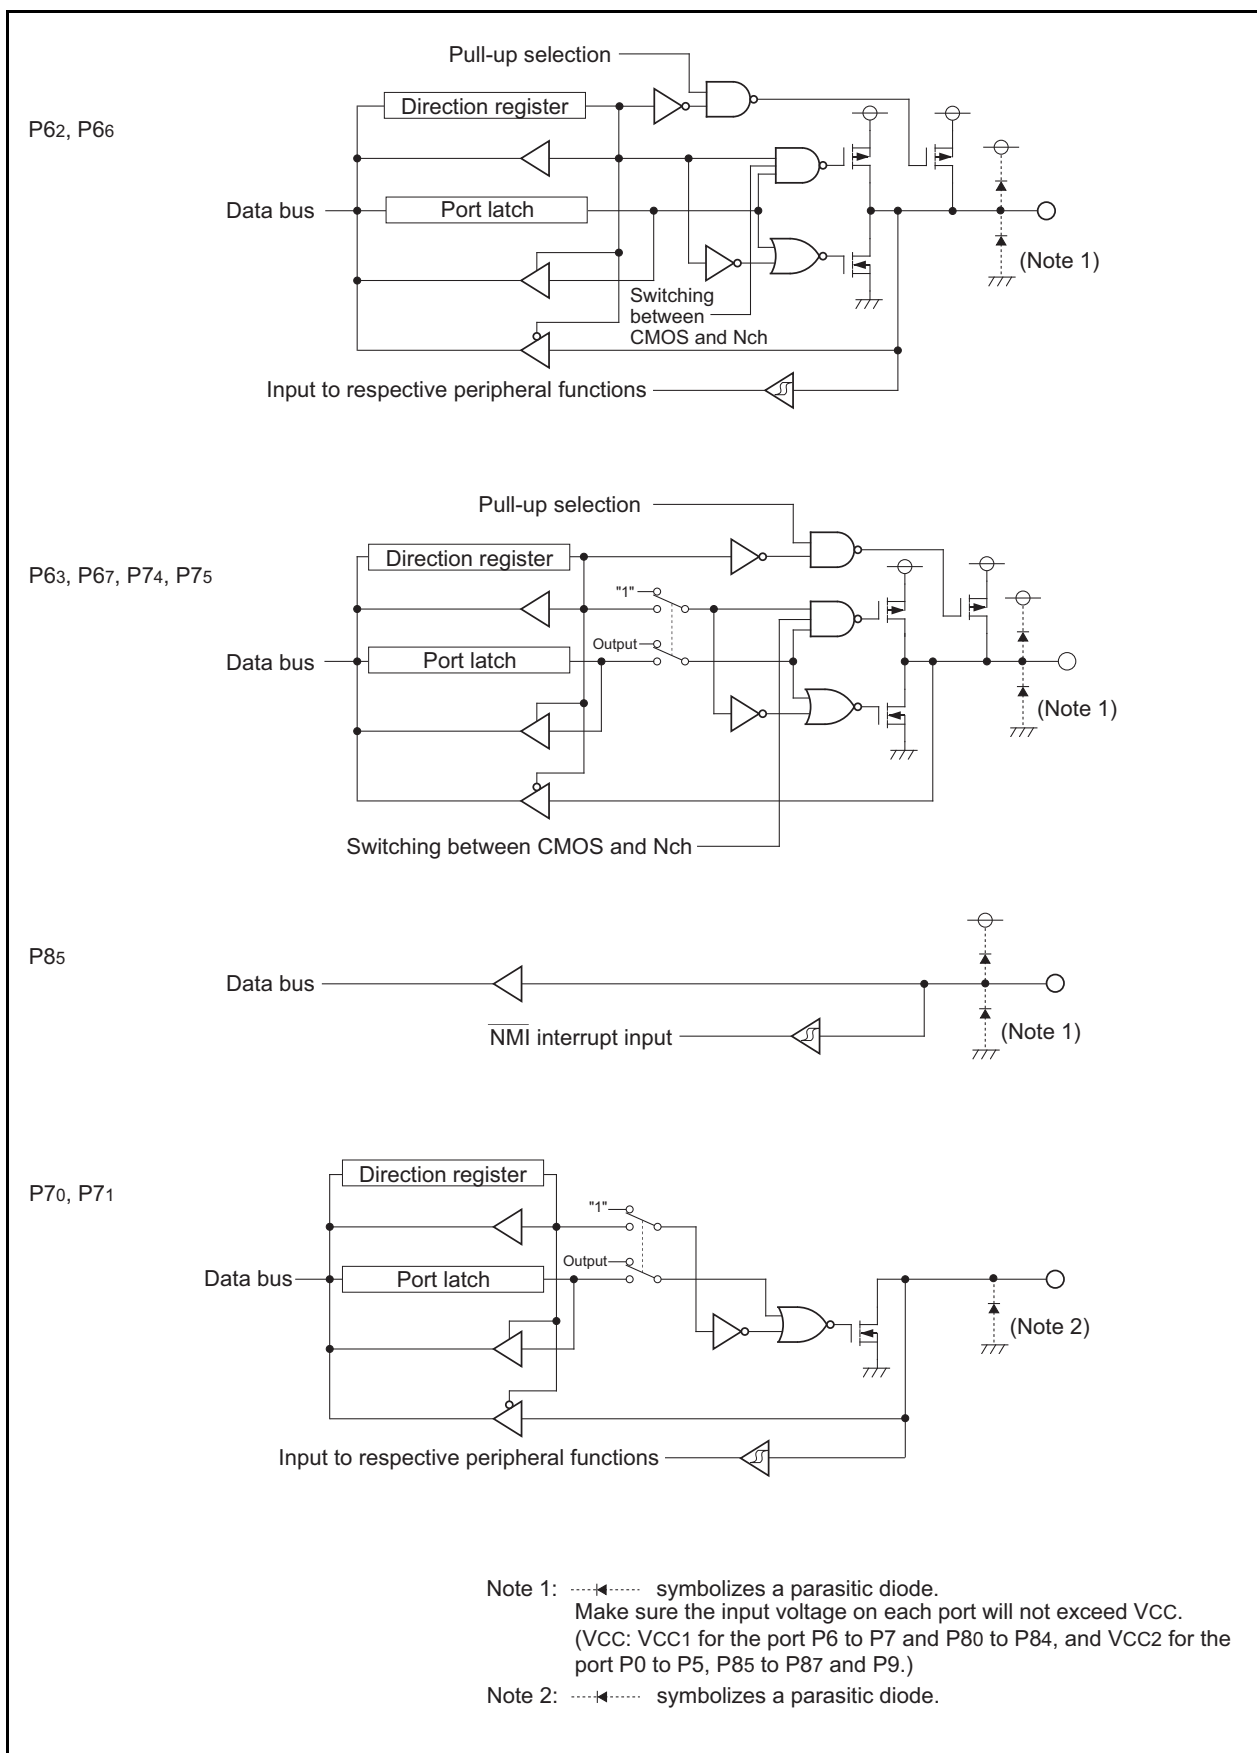 Pull-up selection
Direction register
P62, P66
Data bus
Port latch
(Note 1)
Switching
between
CMOS and Nch
Input to respective peripheral functions
Pull-up selection
Direction register
P63, P67, P74, P75
"1"
Output
Data bus
Port latch
(Note 1)
Switching between CMOS and Nch
P85
Data bus
NMI interrupt input
(Note 1)
Direction register
P70, P71
"1"
Output
Data bus
Port latch
(Note 2)
Input to respective peripheral functions
Note 1: symbolizes a parasitic diode.
Make sure the input voltage on each port will not exceed VCC.
(VCC: VCC1 for the port P6 to P7 and P80 to P84, and VCC2 for the
port P0 to P5, P85 to P87 and P9.)
Note 2: symbolizes a parasitic diode.